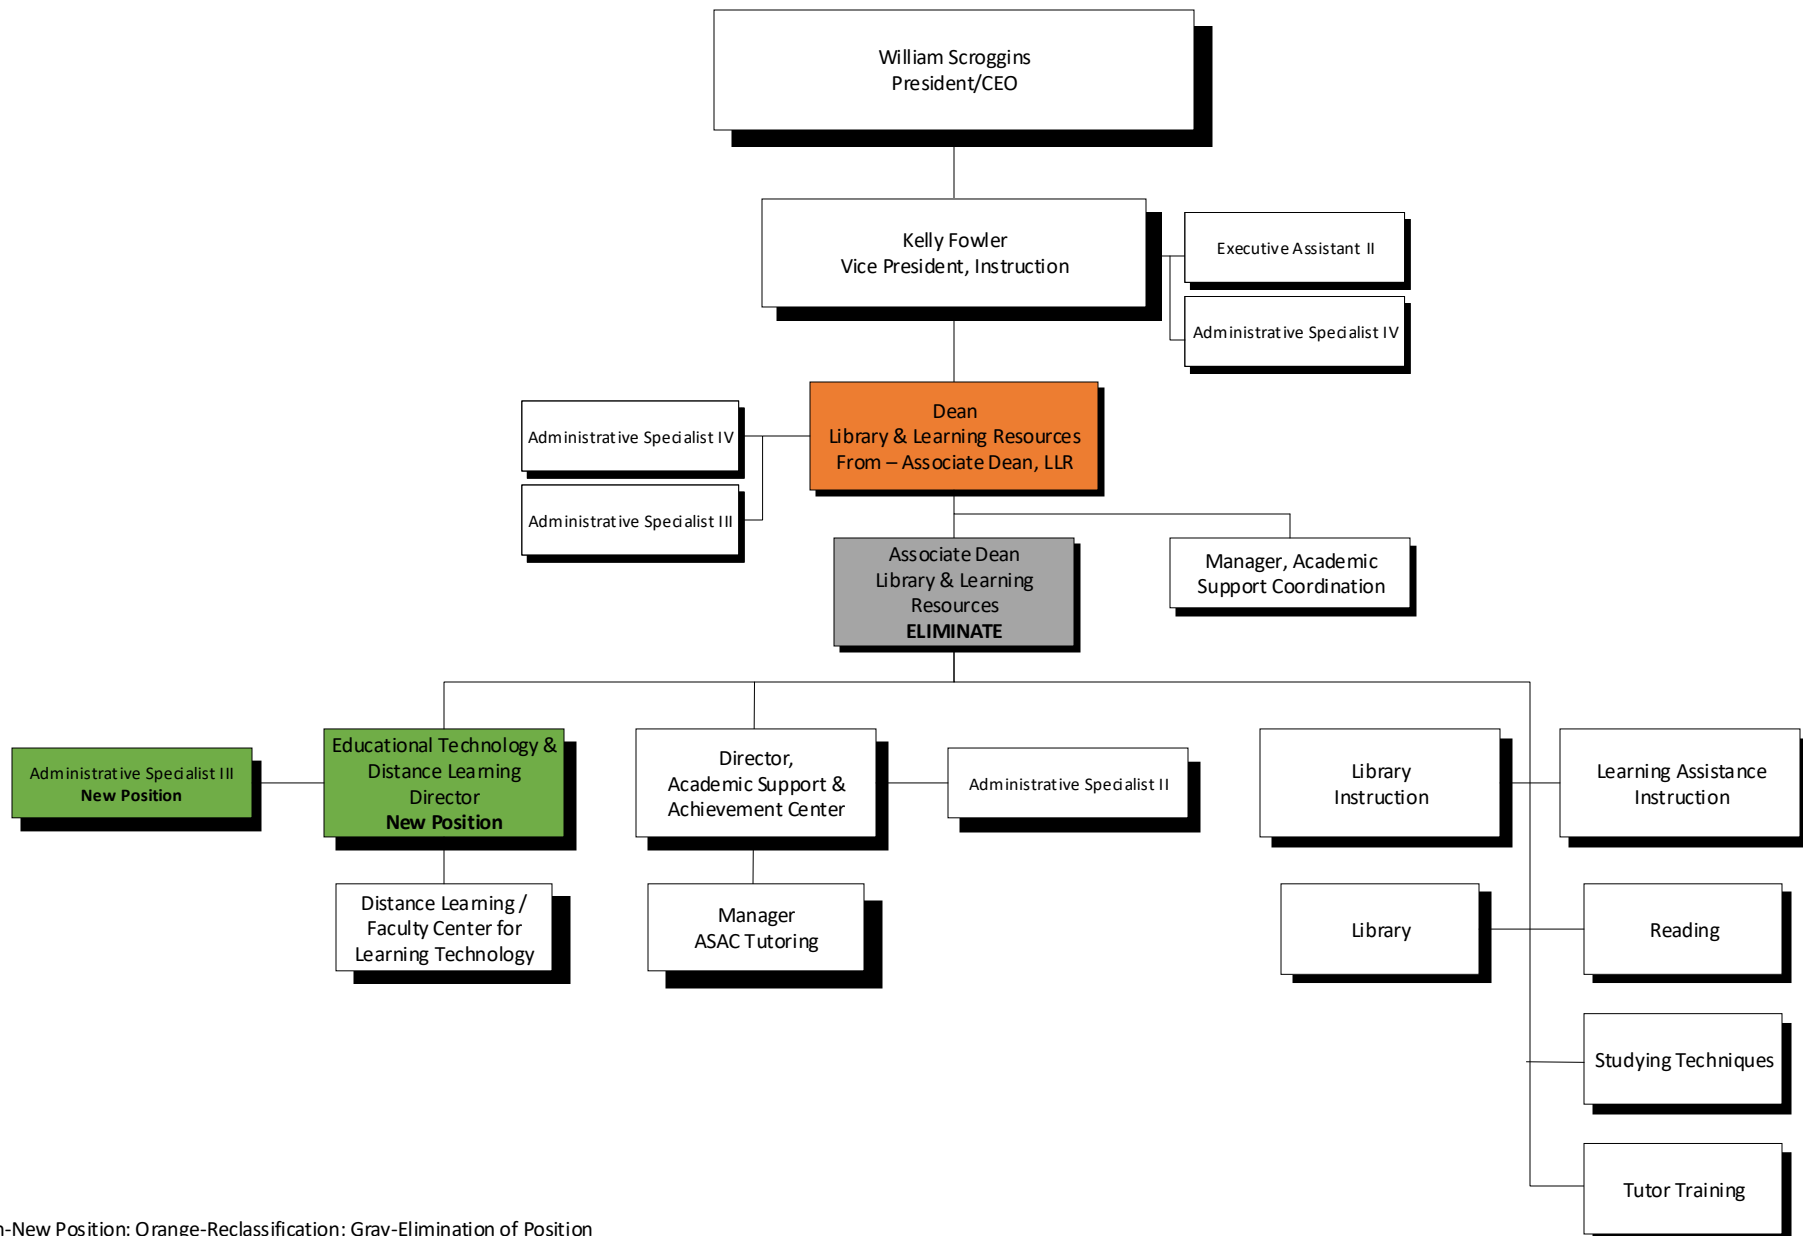 William Scroggins
President/CEO
Kelly Fowler
Vice President, Instruction
Executive Assistant II
Administrative Specialist IV
Dean
Library & Learning Resources
From – Associate Dean, LLR
Administrative Specialist IV
Administrative Specialist III
Associate Dean
Library & Learning
Resources
ELIMINATE
Manager, Academic
Support Coordination
Administrative Specialist III
New Position
Educational Technology &
Distance Learning
Director
New Position
Director,
Academic Support &
Achievement Center
Administrative Specialist II
Library
Instruction
Learning Assistance
Instruction
Distance Learning /
Faculty Center for
Learning Technology
Manager
ASAC Tutoring
Library
Reading
Studying Techniques
Tutor Training
-New Position; Orange-Reclassification; Gray-Elimination of Position